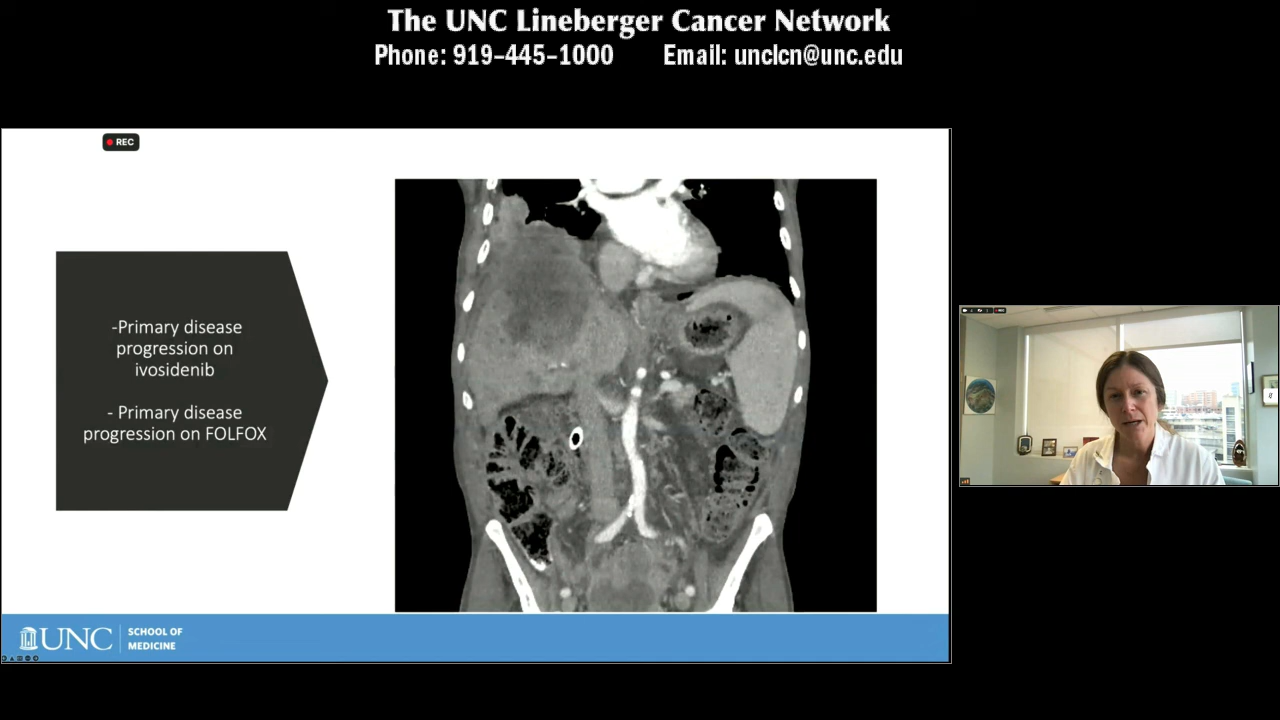 The UNC Lineberger Cancer Network
Phone: 919-445-1000 Email: unclcn@unc.edu
REC
-Primary disease
progression on
ivosidenib
- Primary disease
progression on FOLFOX
UNC SCHOOL OF
MEDICINE